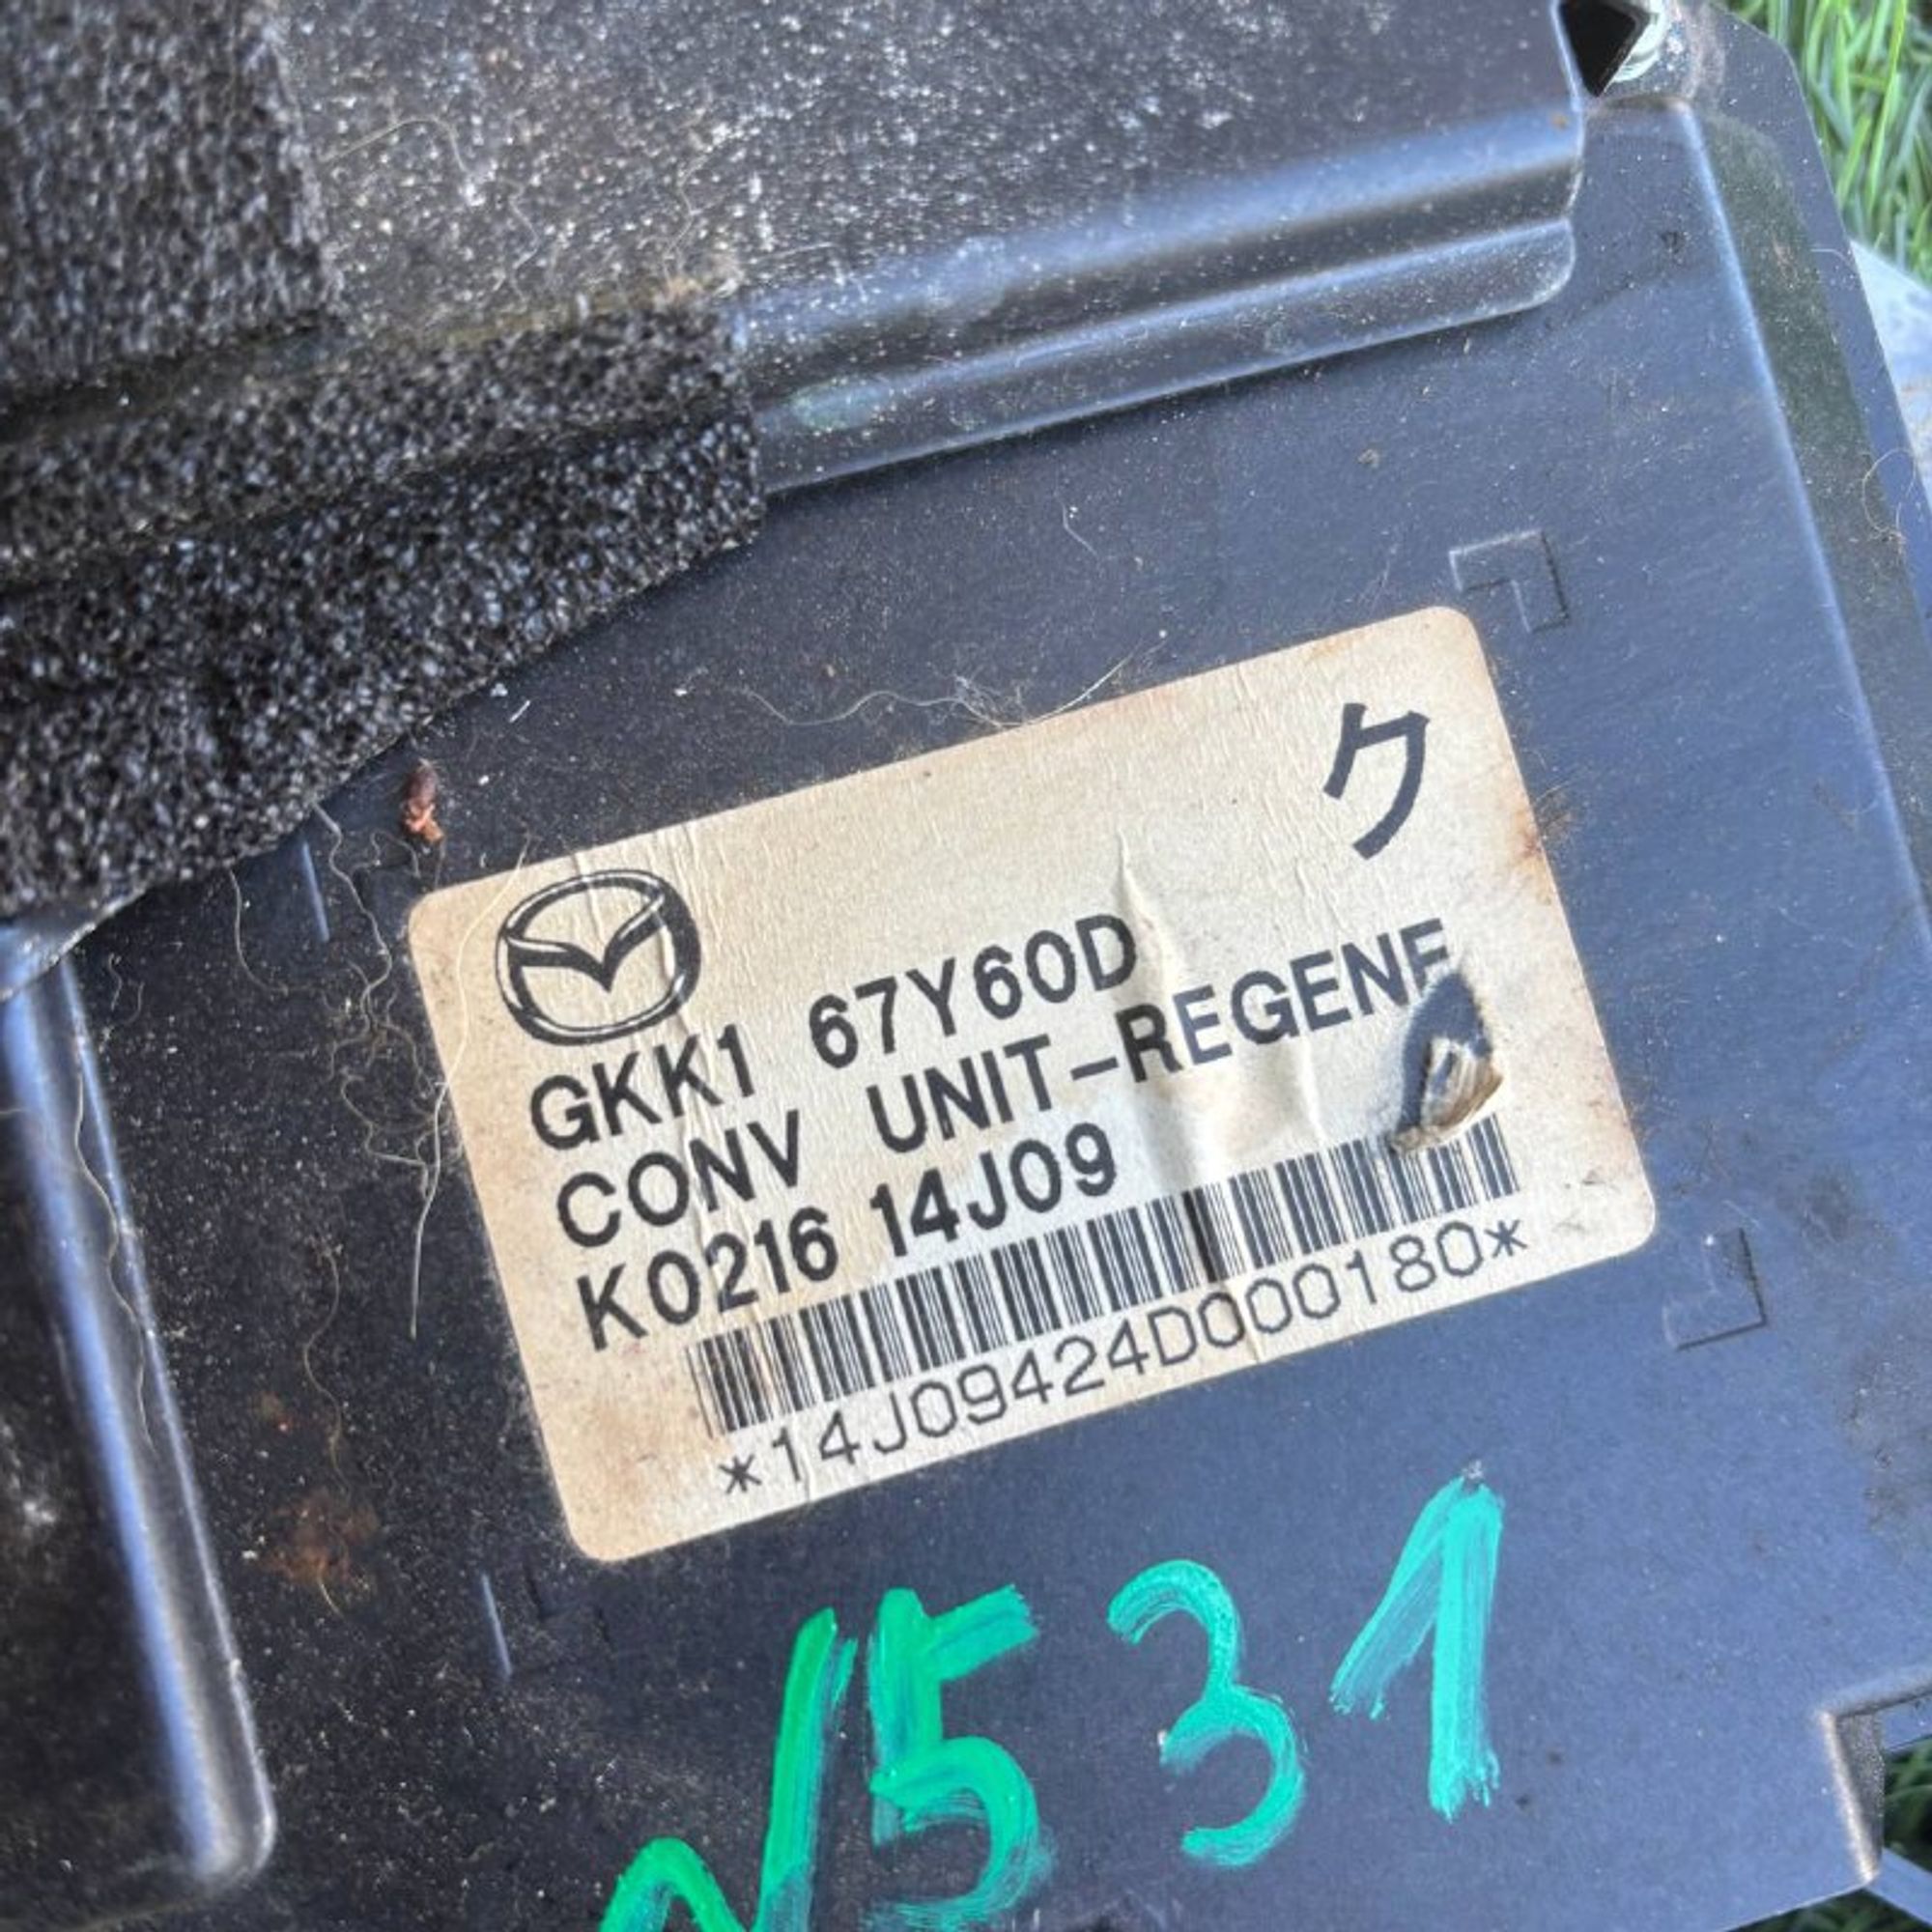 ク
GKK1 67Y60D
CONV UNIT-REGENE
K0216 14J09
*14J09424D000180*
531